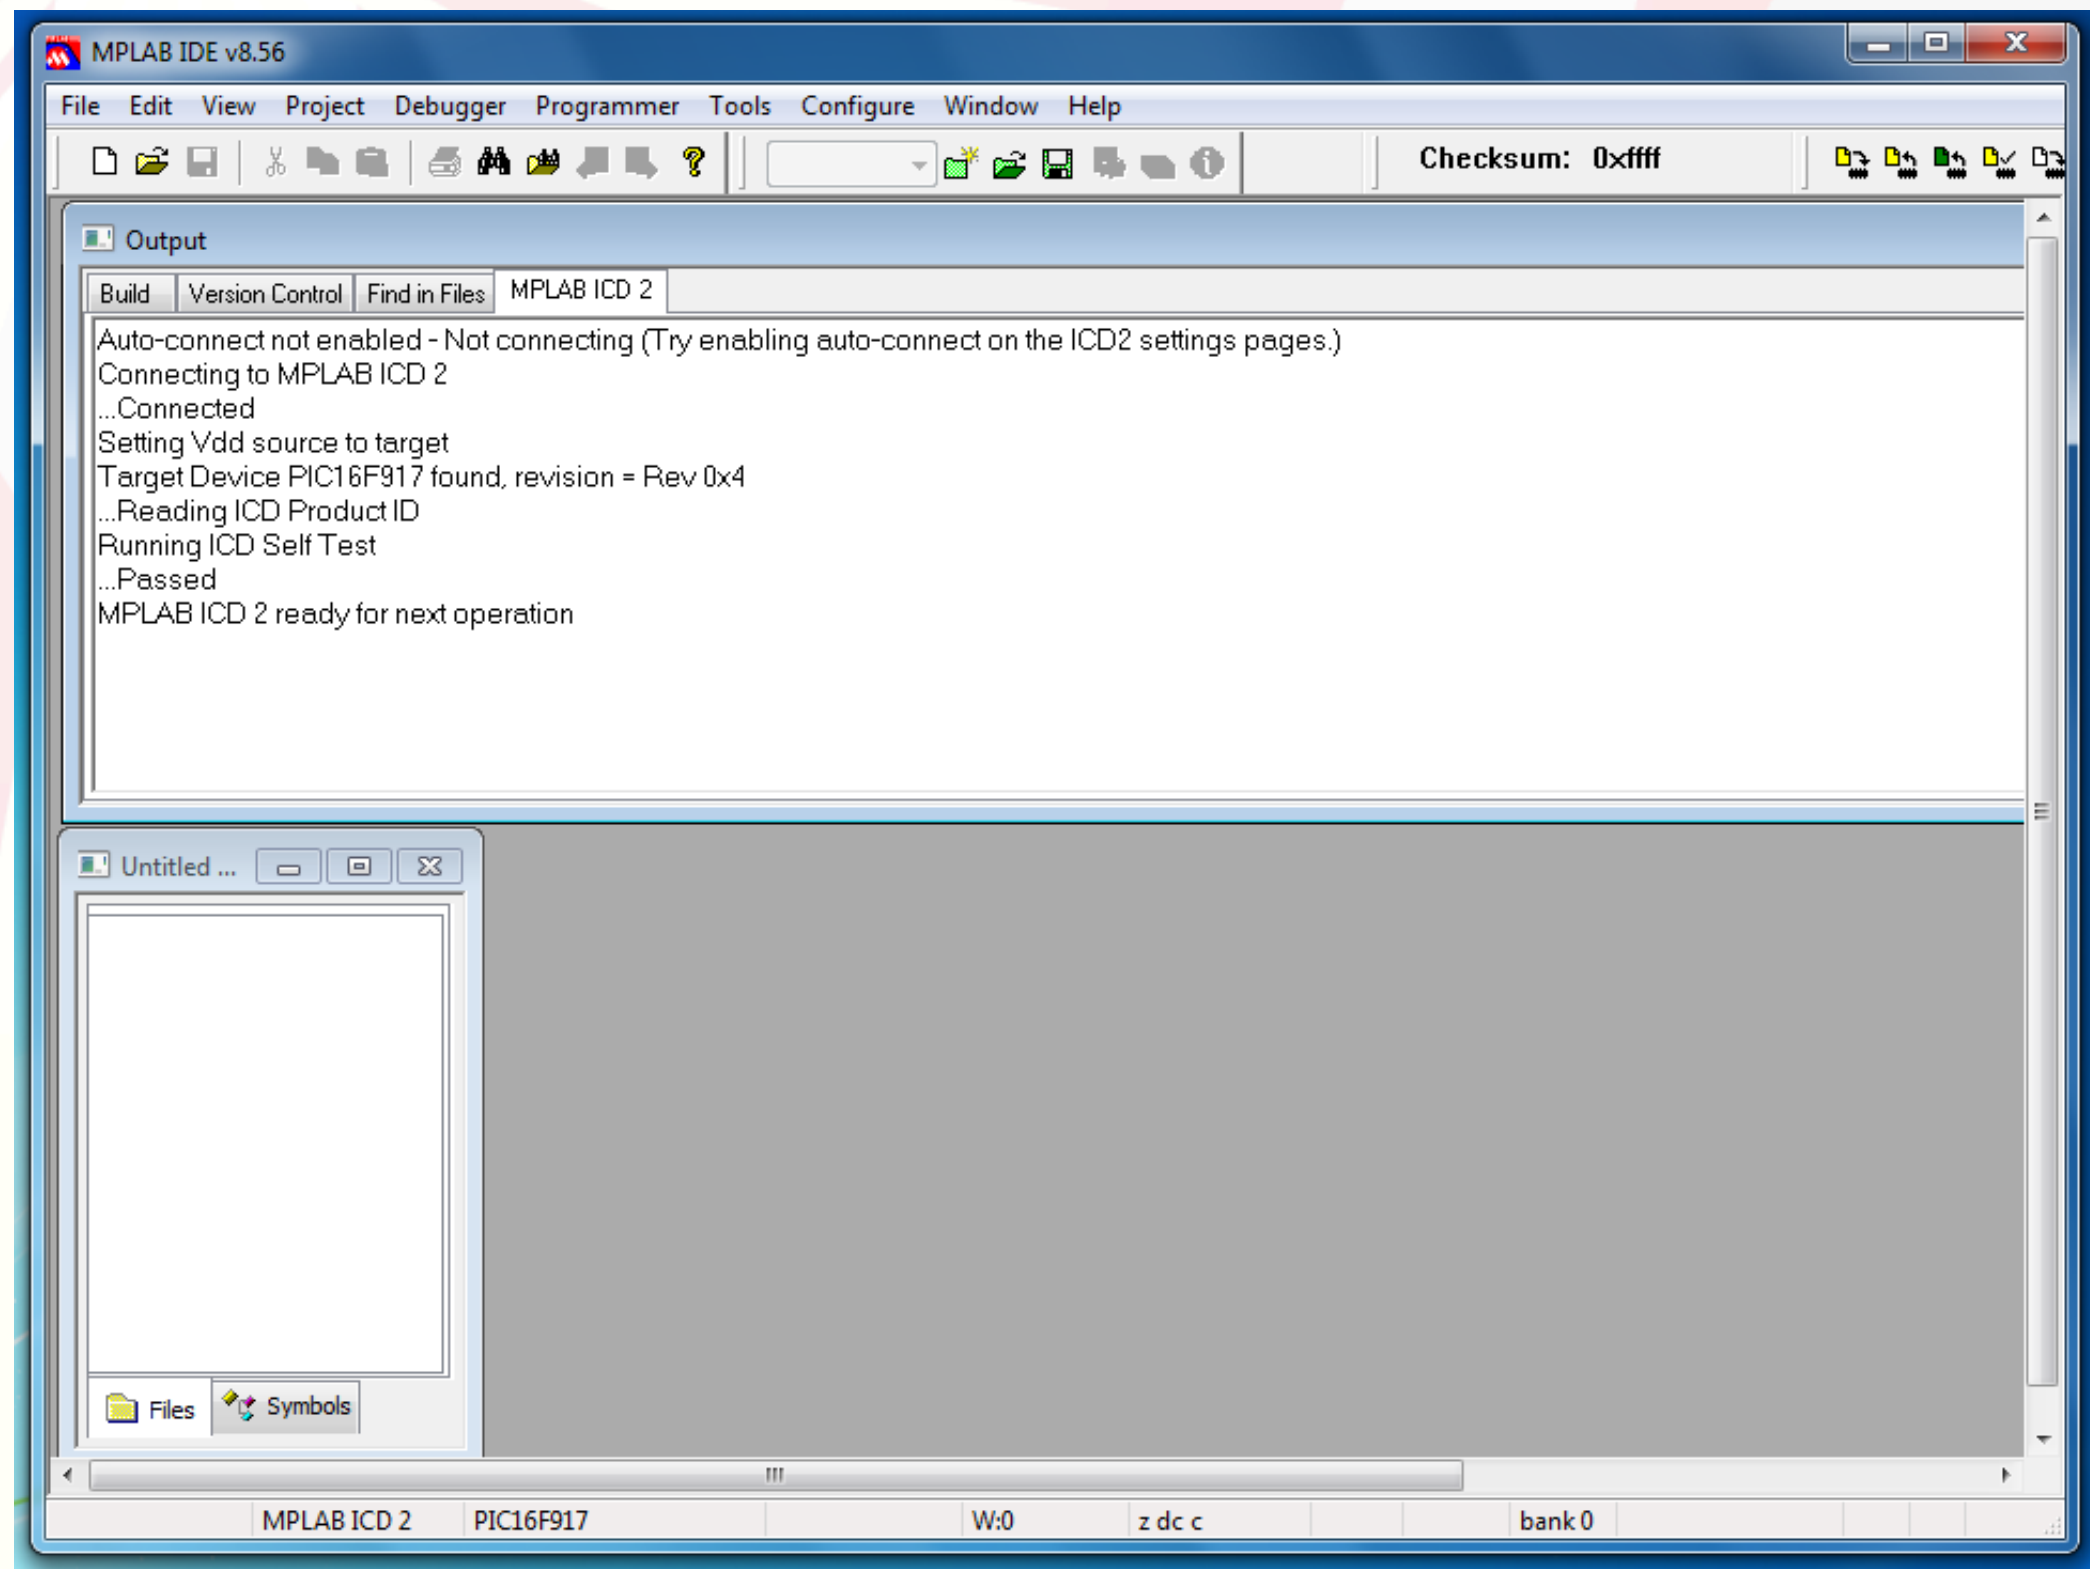 MPLAB IDE v8.56
File Edit View Project Debugger Programmer Tools Configure Window Help
Checksum: 0xffff
Output
Build Version Control Find in Files MPLAB ICD 2
Auto-connect not enabled - Not connecting (Try enabling auto-connect on the ICD2 settings pages.)
Connecting to MPLAB ICD 2
...Connected
Setting Vdd source to target
Target Device PIC16F917 found, revision = Rev 0x4
...Reading ICD Product ID
Running ICD Self Test
...Passed
MPLAB ICD 2 ready for next operation
Untitled ...
Files Symbols
MPLAB ICD 2 PIC16F917 W:0 z dc c bank 0